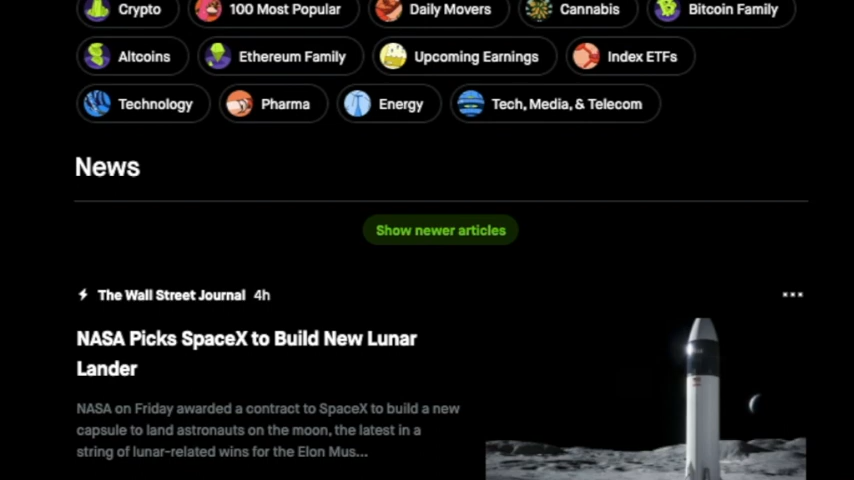 Crypto 100 Most Popular Daily Movers Cannabis Bitcoin Family
Altcoins Ethereum Family Upcoming Earnings Index ETFs
Technology Pharma Energy Tech, Media, & Telecom
News
Show newer articles
The Wall Street Journal 4h
NASA Picks SpaceX to Build New Lunar
Lander
NASA on Friday awarded a contract to SpaceX to build a new
capsule to land astronauts on the moon, the latest in a
string of lunar-related wins for the Elon Mus...